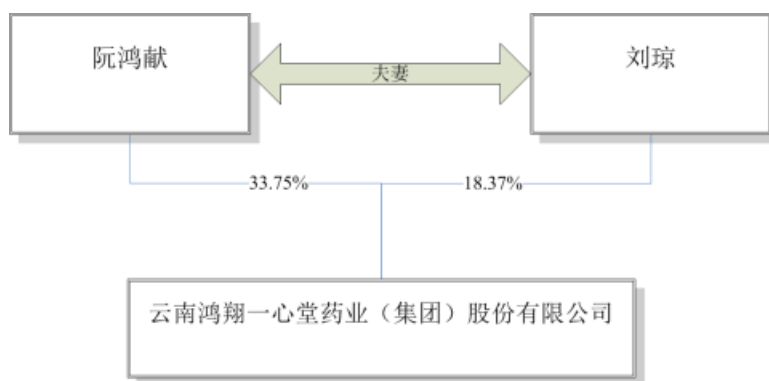 阮鸿献
夫妻
刘琼
33.75%
18.37%
云南鸿翔一心堂药业（集团）股份有限公司